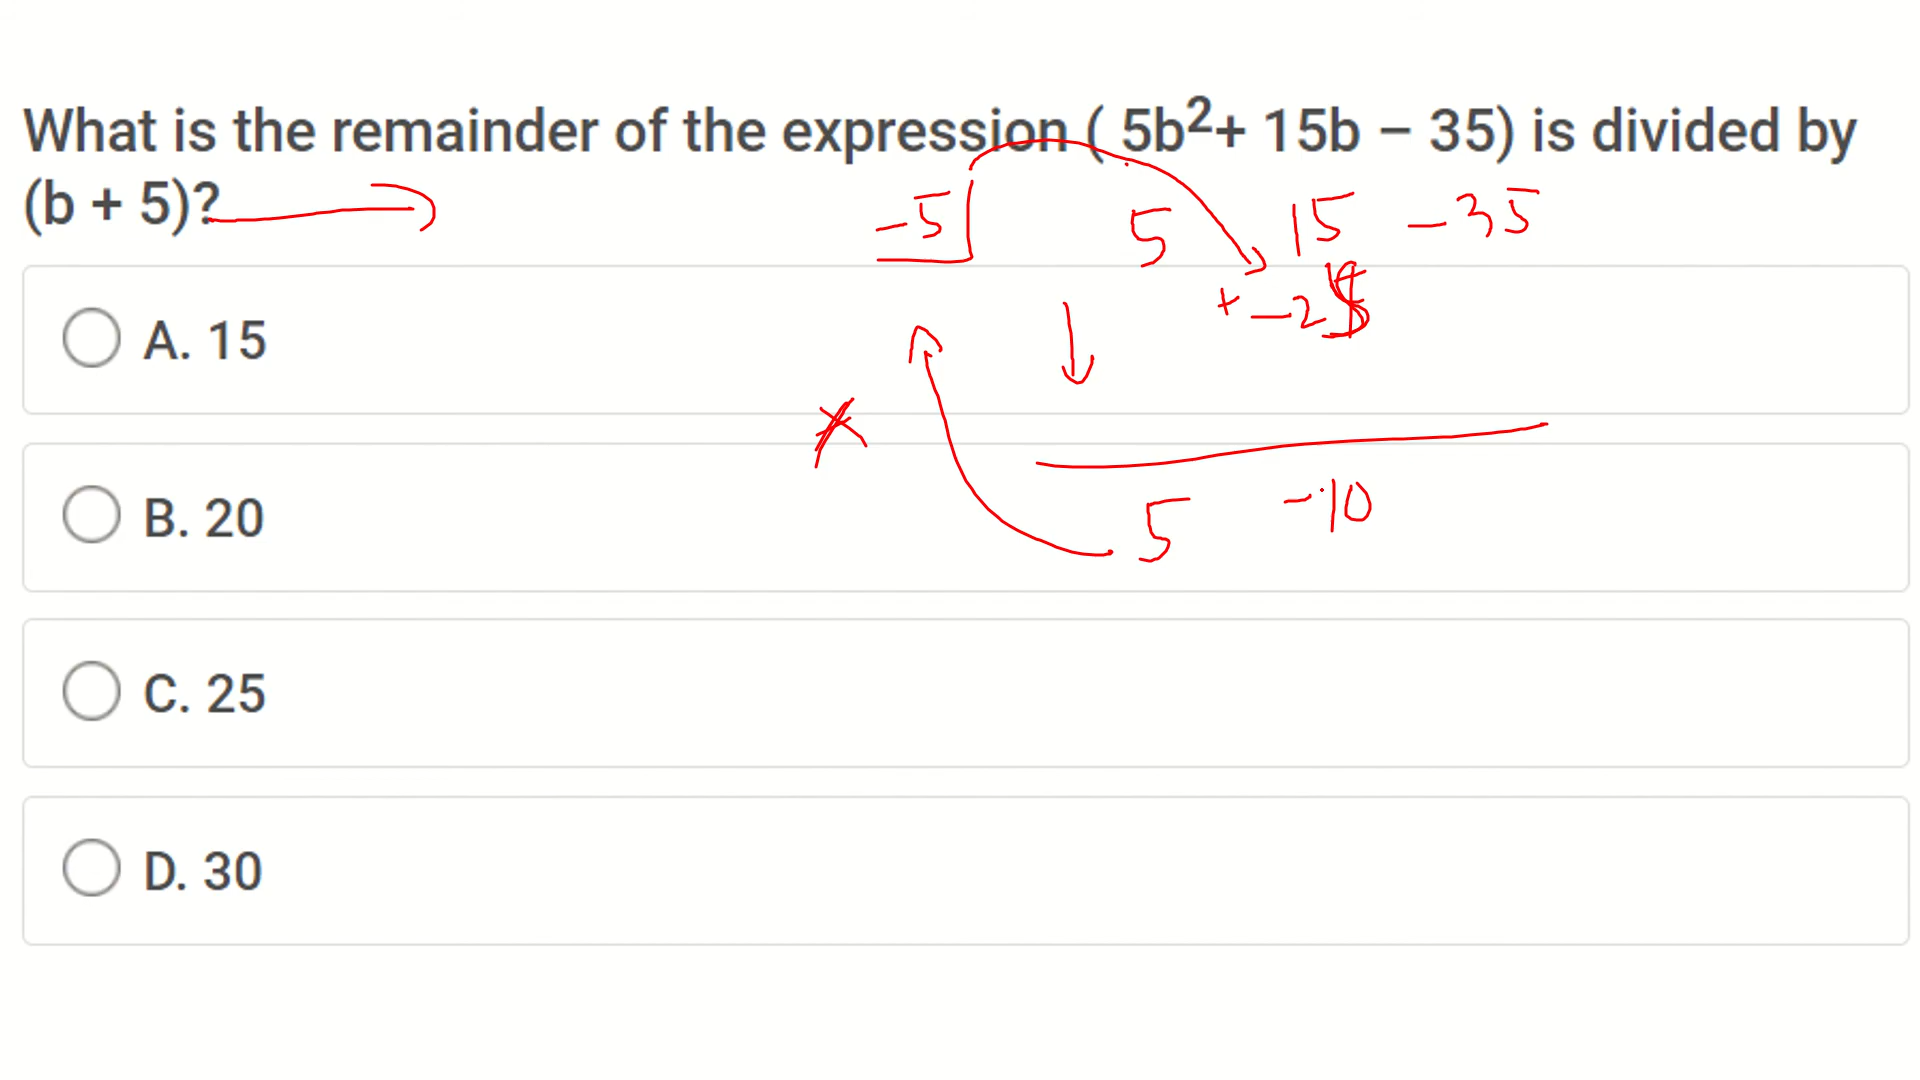 What is the remainder of the expression ( 5b²+ 15b – 35) is divided by
(b + 5)?
-5 5 15 -35
+ -25
A. 15
B. 20
5 -10
C. 25
D. 30